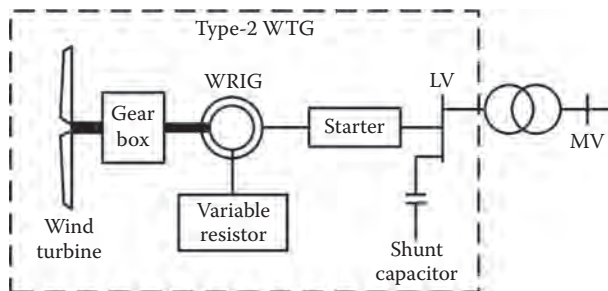 Type-2 WTG
WRIG
LV
Gear
box
Starter
MV
Variable
resistor
Wind
turbine
Shunt
capacitor